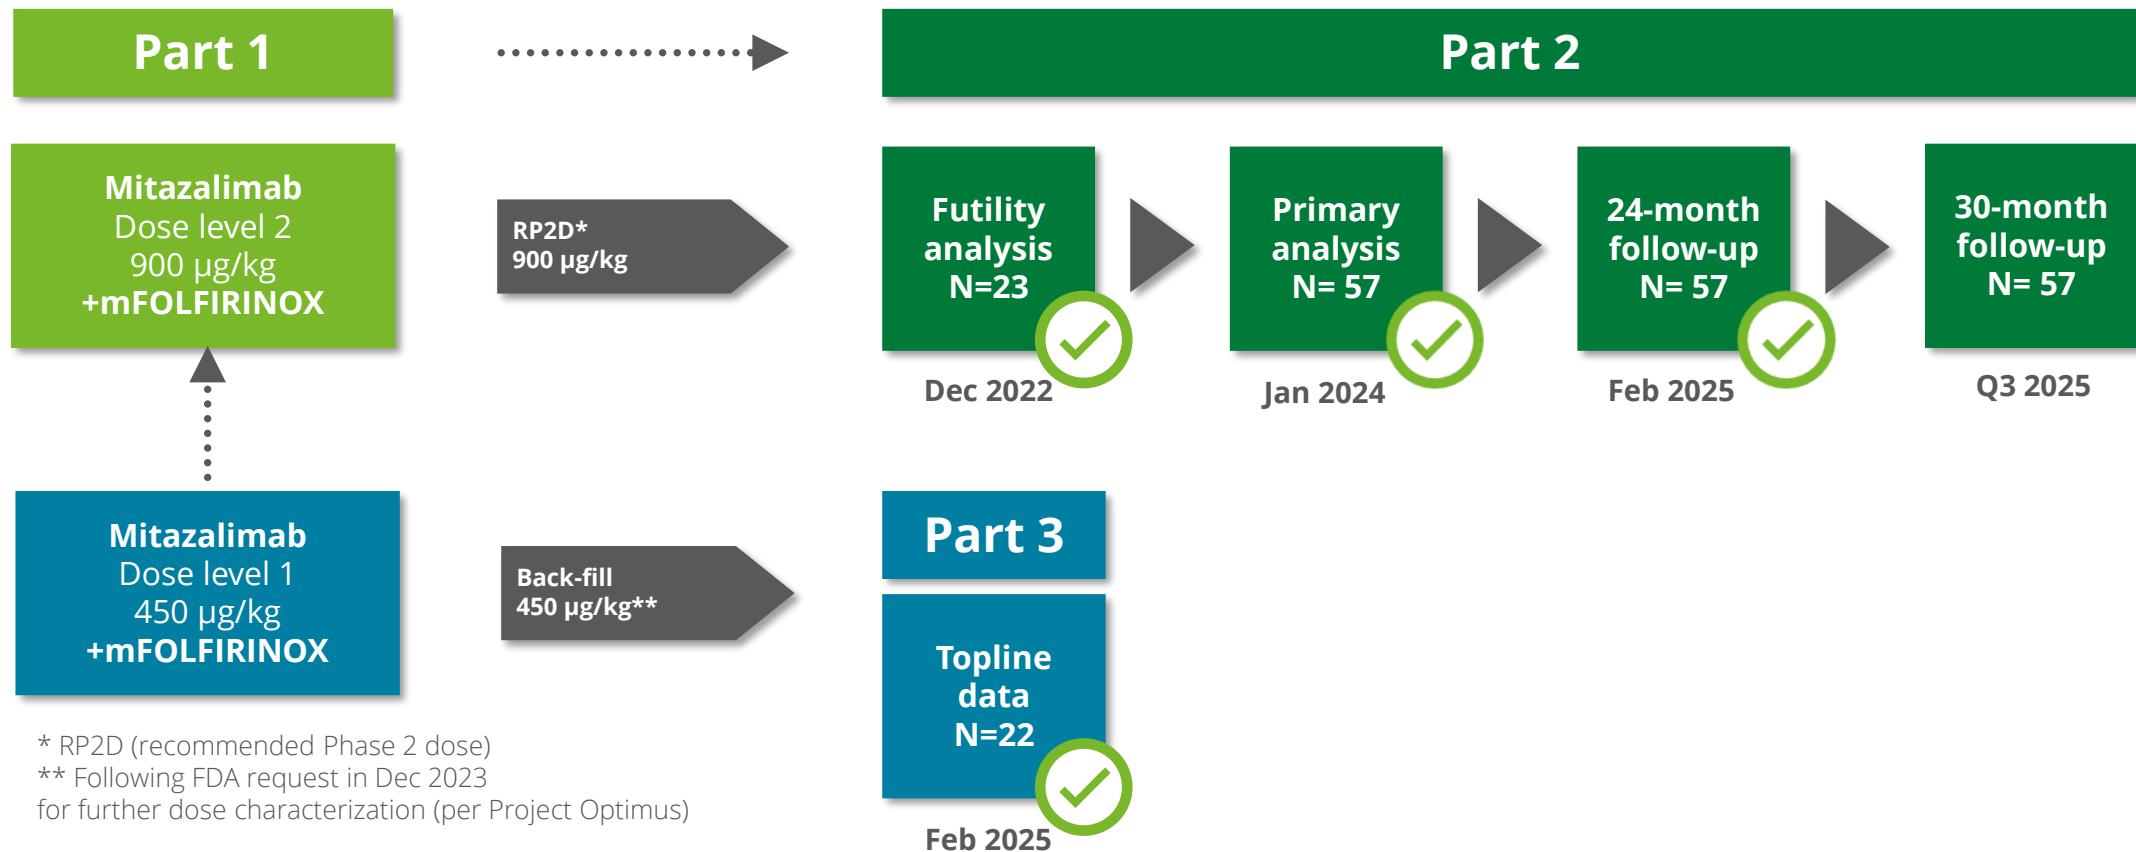 Part 1
Part 2
Mitazalimab
Dose level 2
900 µg/kg
+mFOLFIRINOX
RP2D*
900 µg/kg
Futility
analysis
N=23
Dec 2022
Primary
analysis
N= 57
Jan 2024
24-month
follow-up
N= 57
Feb 2025
30-month
follow-up
N= 57
Q3 2025
Mitazalimab
Dose level 1
450 µg/kg
+mFOLFIRINOX
Back-fill
450 µg/kg**
Part 3
Topline
data
N=22
Feb 2025
* RP2D (recommended Phase 2 dose)
** Following FDA request in Dec 2023
for further dose characterization (per Project Optimus)